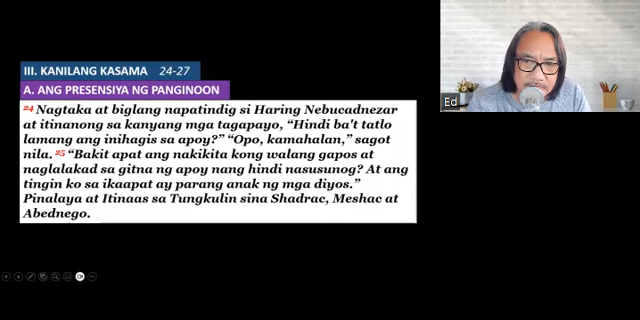 III. KANILANG KASAMA 24-27
A. ANG PRESENSIYA NG PANGINOON
24 Nagtaka at biglang napatindig si Haring Nebucadnezar
at itinanong sa kanyang mga tagapayo, “Hindi ba't tatlo
lamang ang inihagis sa apoy?” “Opo, kamahalan,” sagot
nila. 25 “Bakit apat ang nakikita kong walang gapos at
naglalakad sa gitna ng apoy nang hindi nasusunog? At ang
tingin ko sa ikaapat ay parang anak ng mga diyos.”
Pinalaya at Itinaas sa Tungkulin sina Shadrac, Meshac at
Abednego.
Ed